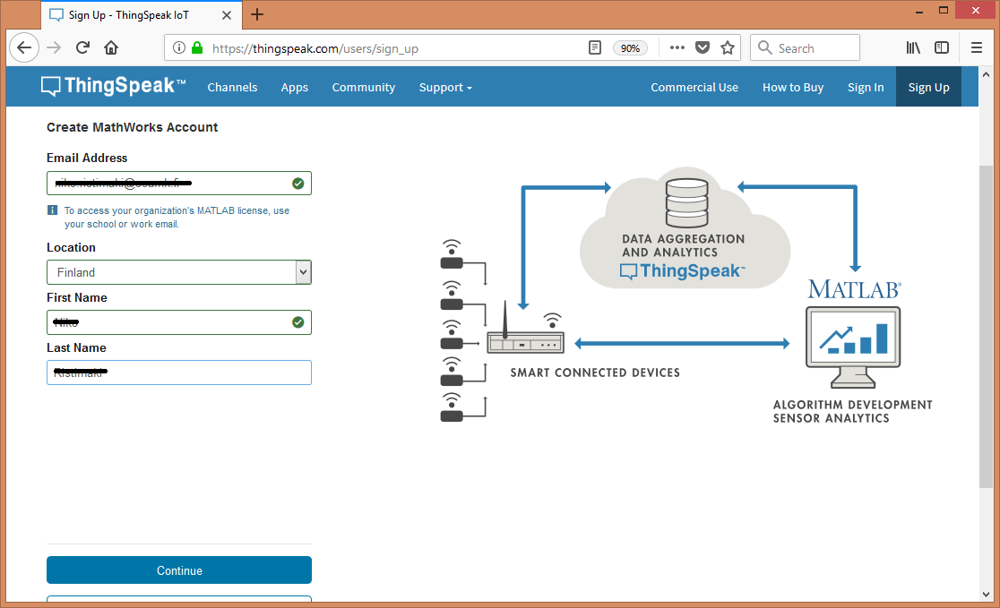 Sign Up - ThingSpeak IoT
https://thingspeak.com/users/sign_up
90%
Search
ThingSpeak™
Channels
Apps
Community
Support
Commercial Use
How to Buy
Sign In
Sign Up
Create MathWorks Account
Email Address
To access your organization's MATLAB license, use
your school or work email.
Location
Finland
First Name
Last Name
Continue
DATA AGGREGATION
AND ANALYTICS
ThingSpeak™
MATLAB®
SMART CONNECTED DEVICES
ALGORITHM DEVELOPMENT
SENSOR ANALYTICS